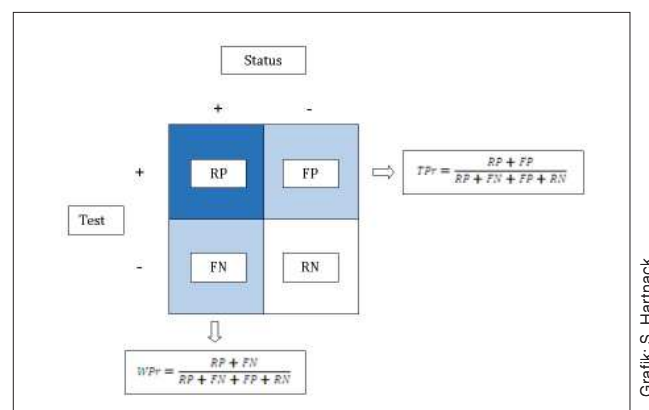 Status
+ -
+ RP FP TPr = (RP + FP) / (RP + FN + FP + RN)
Test
- FN RN
WPr = (RP + FN) / (RP + FN + FP + RN)
Grafik: S. Hartnack